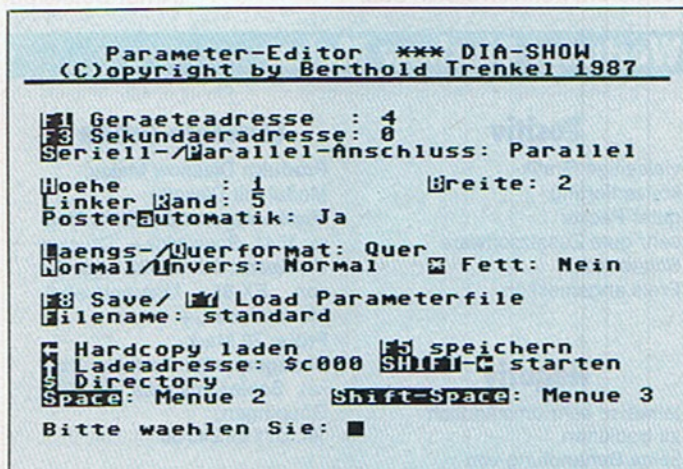 Parameter-Editor *** DIA-SHOW
(C)opyright by Berthold Trenkel 1987
F1 Geraeteadresse : 4
F3 Sekundaeradresse: 0
Seriell-/Parallel-Anschluss: Parallel
Hoehe : 1 Breite: 2
Linker Rand: 5
Posterautomatik: Ja
Laengs-/Querformat: Quer
Normal/Invers: Normal * Fett: Nein
F8 Save/ F7 Load Parameterfile
Filename: standard
← Hardcopy laden F5 speichern
↑ Ladeadresse: $c000 SHIFT-← starten
$ Directory
Space: Menue 2 Shift-Space: Menue 3
Bitte waehlen Sie:
Positiv